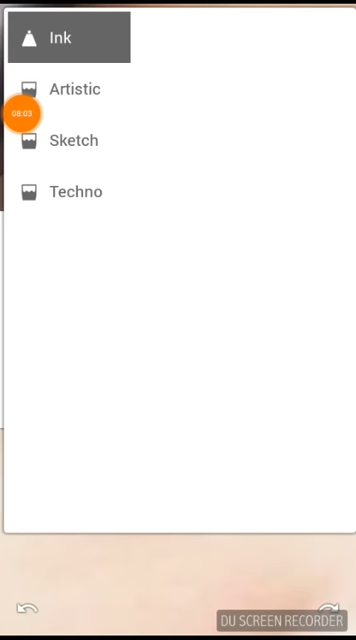 Ink
Artistic
08:03
Sketch
Techno
DU SCREEN RECORDER